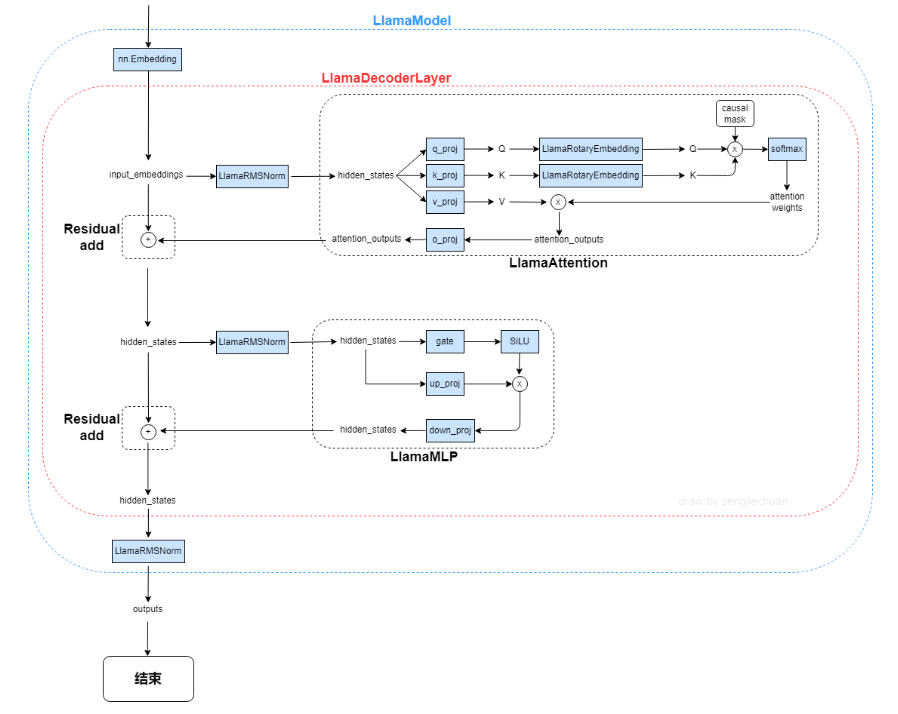 LlamaModel
nn.Embedding
LlamaDecoderLayer
causal
mask
q_proj
Q
LlamaRotaryEmbedding
Q
x
softmax
input_embeddings
LlamaRMSNorm
hidden_states
k_proj
K
LlamaRotaryEmbedding
K
v_proj
V
x
attention
weights
Residual
add
+
attention_outputs
o_proj
attention_outputs
LlamaAttention
hidden_states
LlamaRMSNorm
hidden_states
gate
SiLU
up_proj
x
Residual
add
+
hidden_states
down_proj
LlamaMLP
hidden_states
draw by zengjiechuan
LlamaRMSNorm
outputs
结束